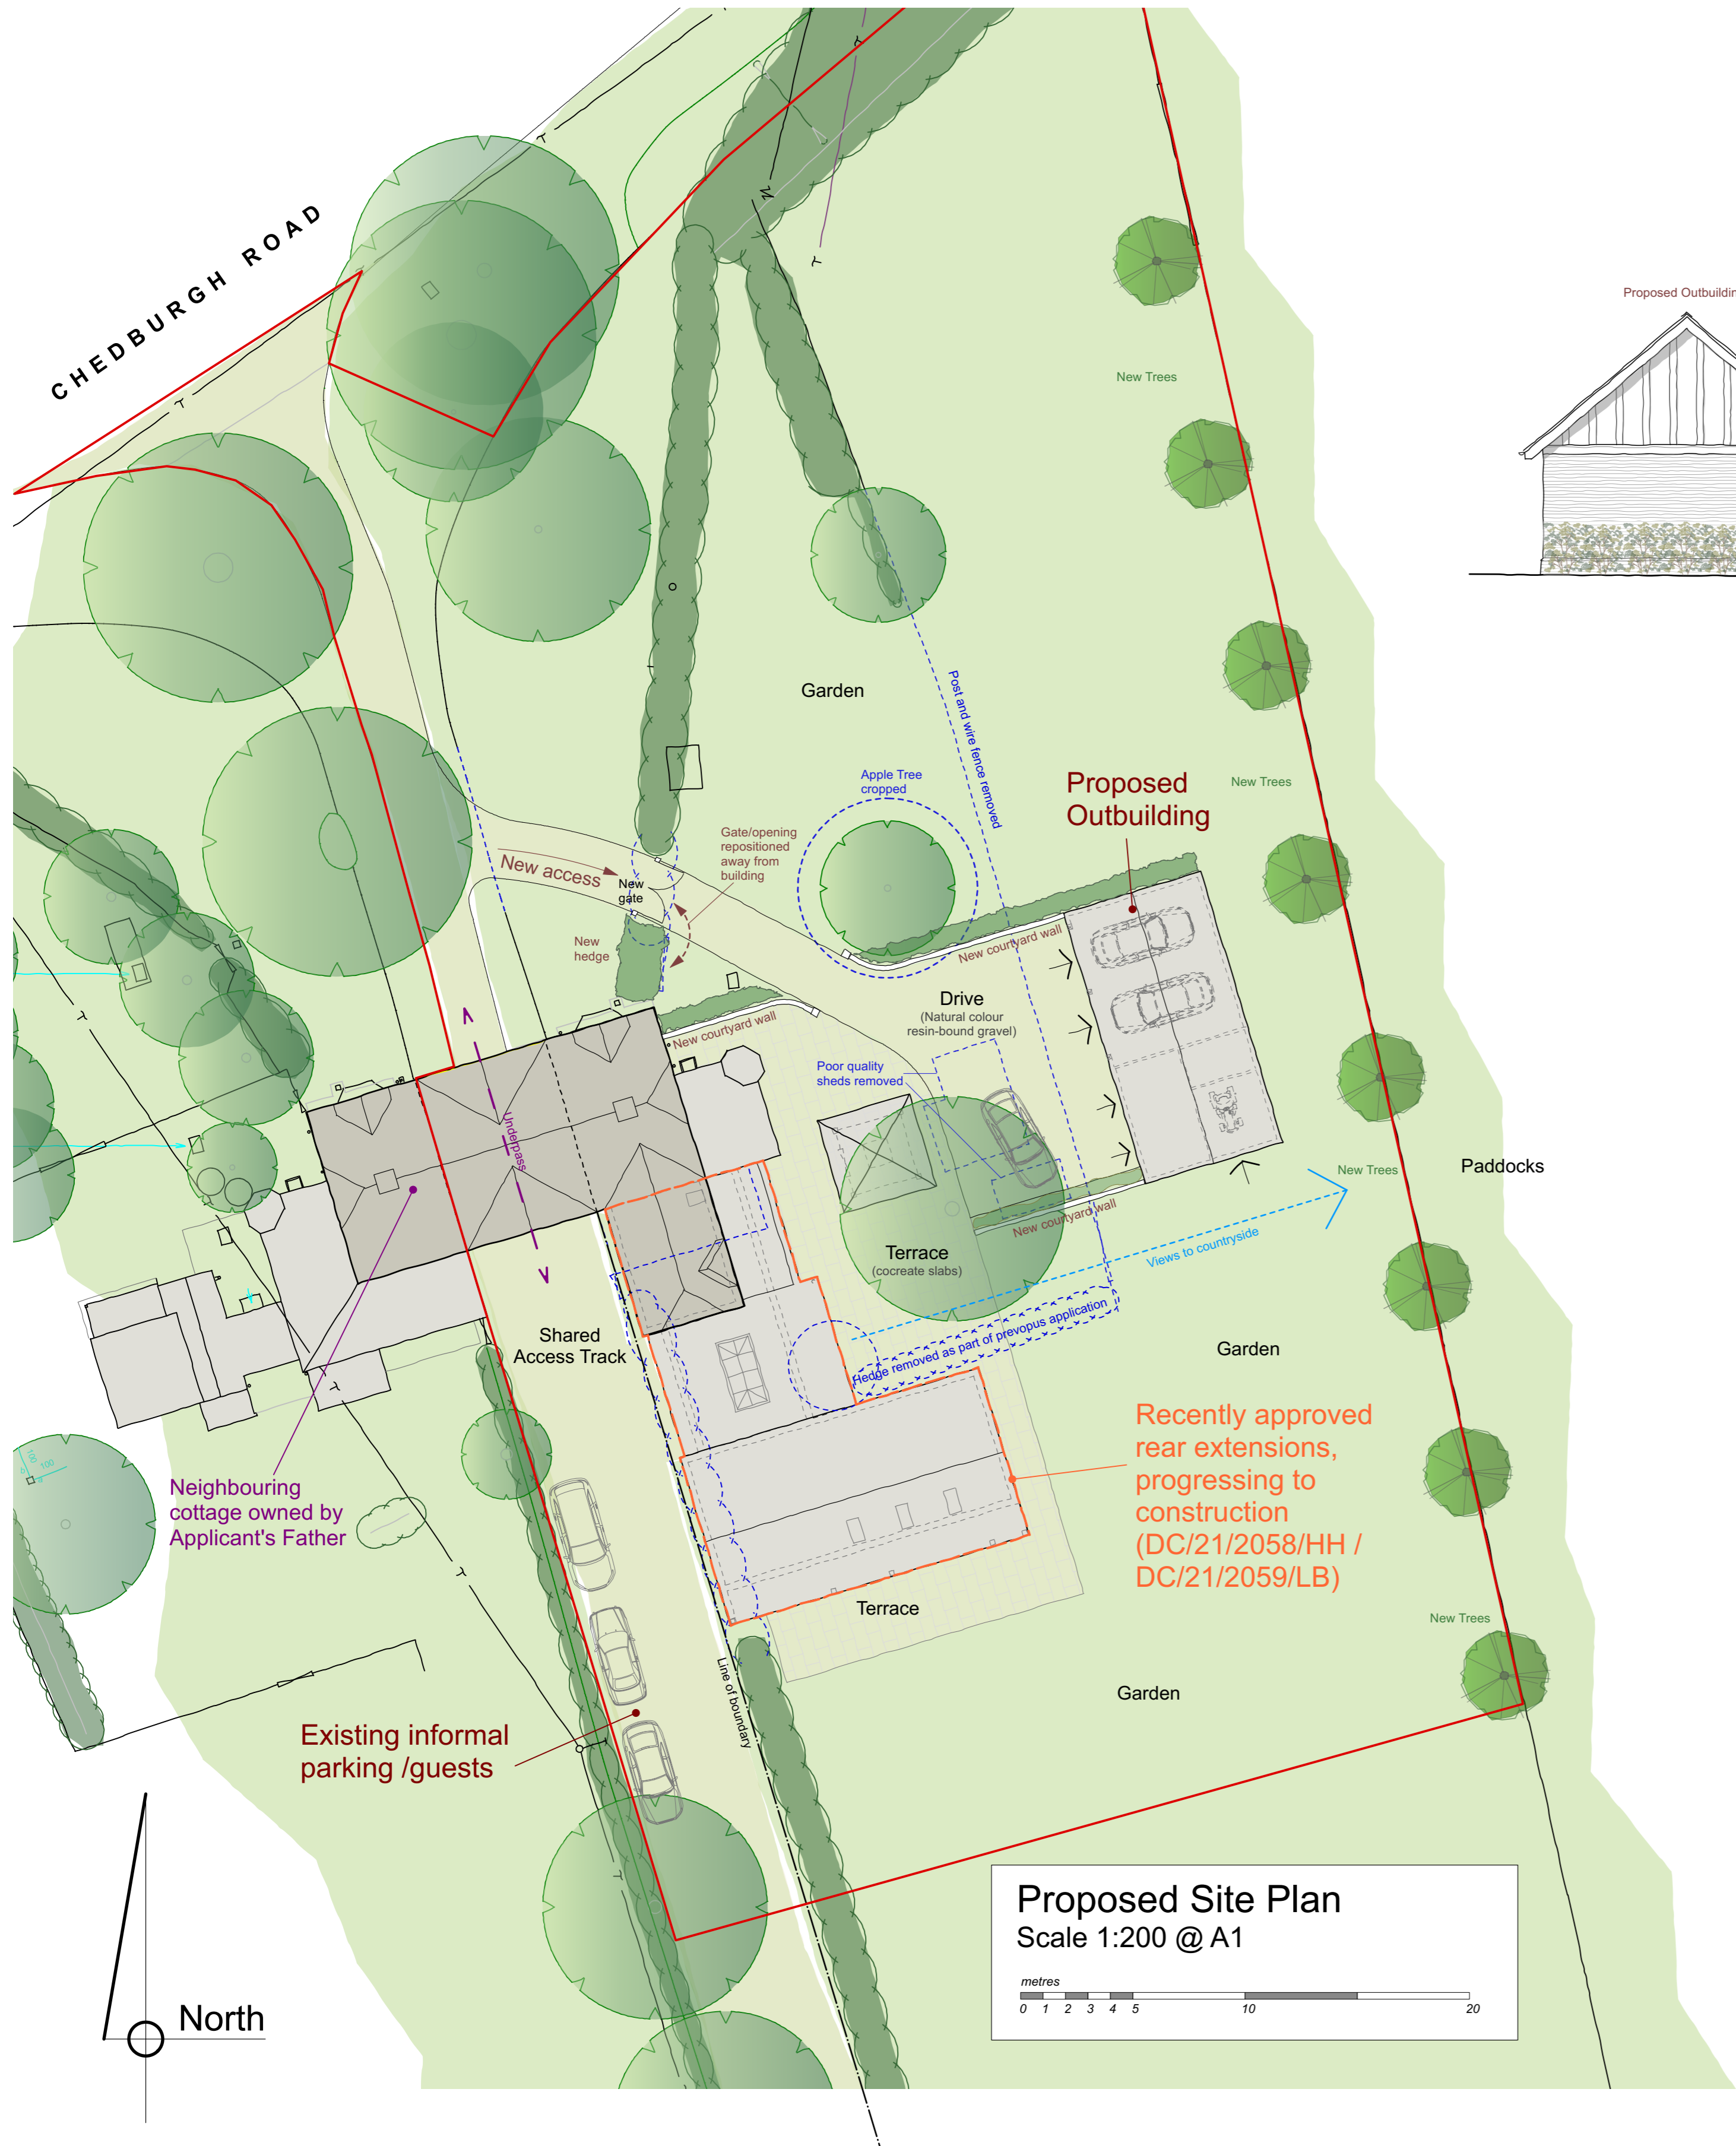 CHEDBURGH ROAD
Proposed Outbuildin
New Trees
Garden
Post and wire fence removed
Apple Tree
cropped
Proposed
Outbuilding
New Trees
Gate/opening
repositioned
away from
building
New access
New
gate
New
hedge
New courtyard wall
Drive
(Natural colour
resin-bound gravel)
New courtyard wall
Poor quality
sheds removed
Underpass
New Trees
Paddocks
New courtyard wall
Views to countryside
Terrace
(cocreate slabs)
Hedge removed as part of prevopus application
Shared
Access Track
Garden
Recently approved
rear extensions,
progressing to
construction
(DC/21/2058/HH /
DC/21/2059/LB)
100
100
0
0
Neighbouring
cottage owned by
Applicant's Father
Terrace
New Trees
Line of boundary
Garden
Existing informal
parking /guests
North
Proposed Site Plan
Scale 1:200 @ A1
metres
0 1 2 3 4 5 10 20